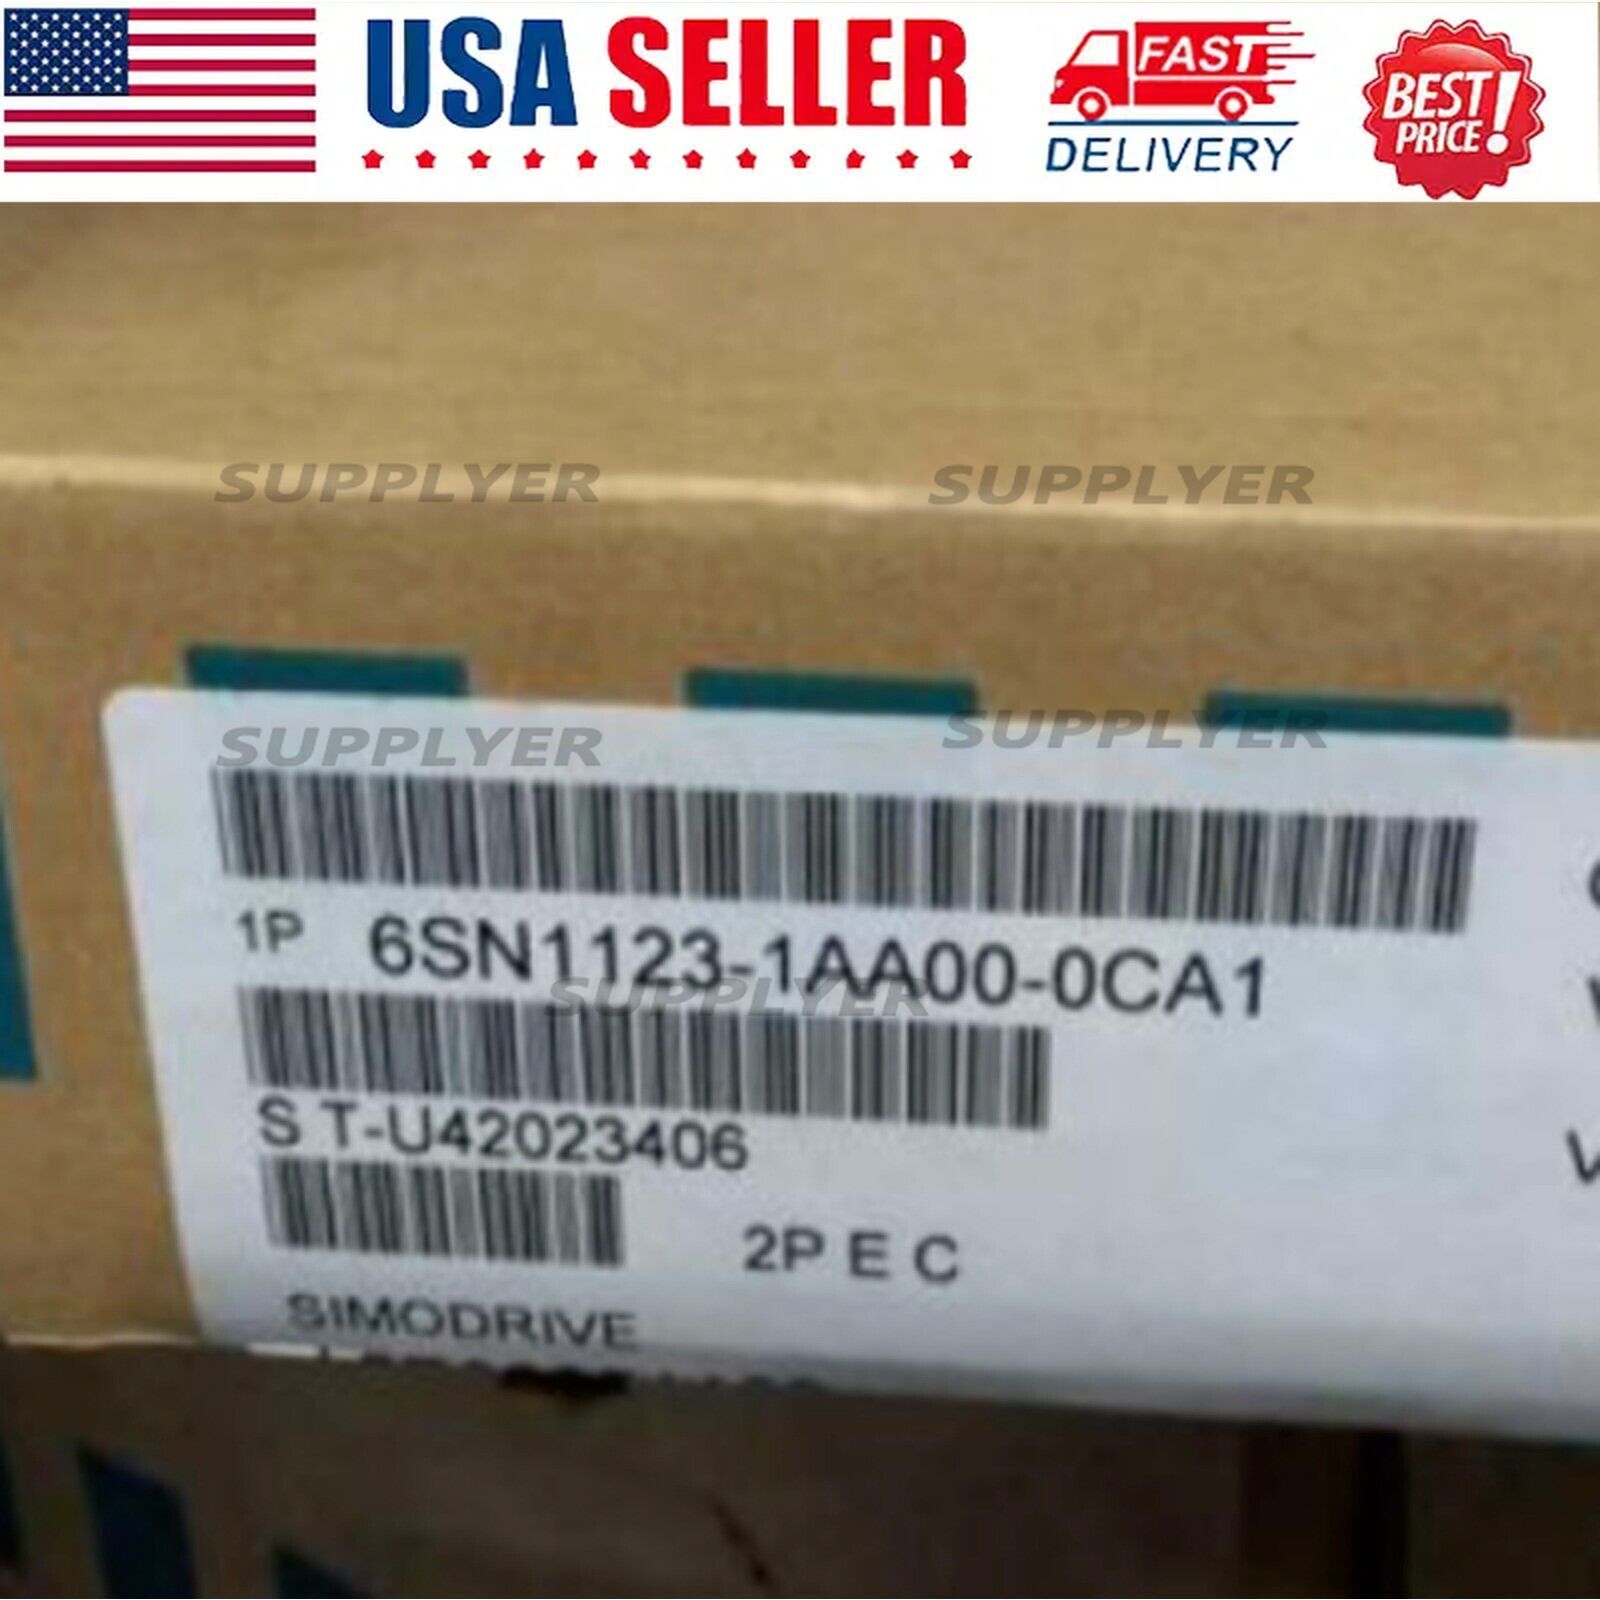 USA SELLER
FAST
DELIVERY
BEST
PRICE!
SUPPLYER SUPPLYER
SUPPLYER SUPPLYER
1P 6SN1123-1AA00-0CA1
SUPPLYER
S T-U42023406
2P E C
SIMODRIVE